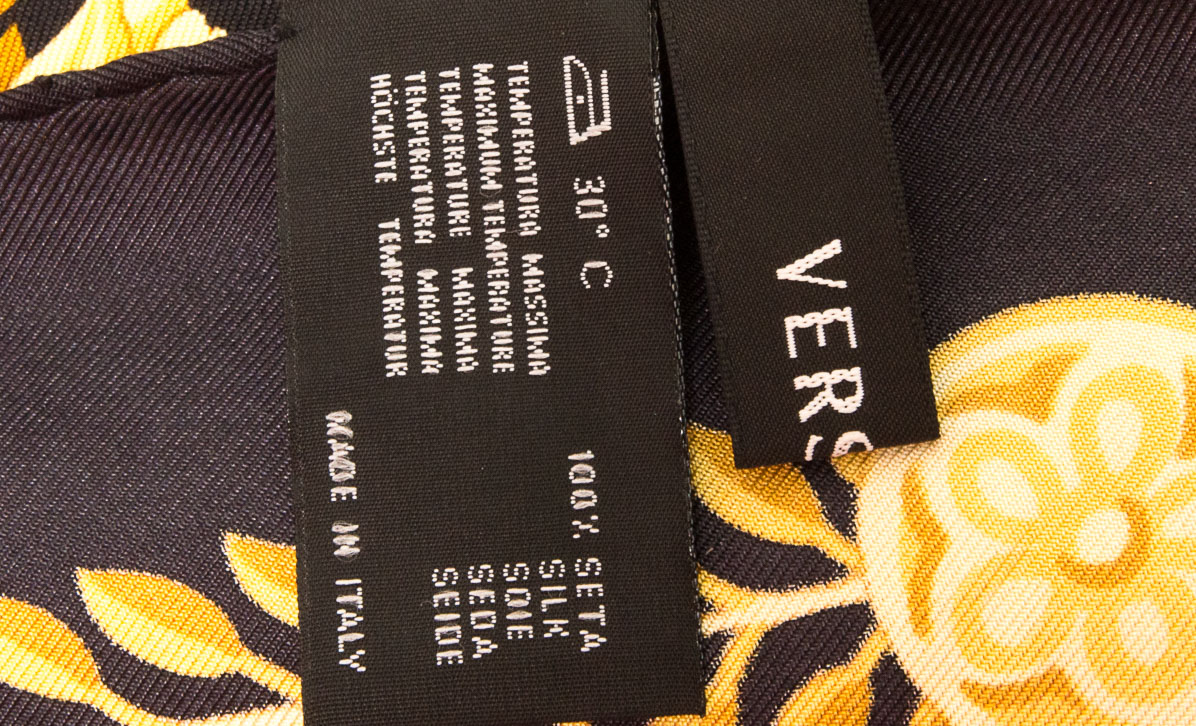 30° C
TEMPERATURA MASSIMA
MAXIMUM TEMPERATURE
TEMPERATURE MAXIMA
TEMPERATURA MAXIMA
HÖCHSTE TEMPERATUR
100% SETA
SILK
SOIE
SEDA
SEIDE
MADE IN ITALY
VERS